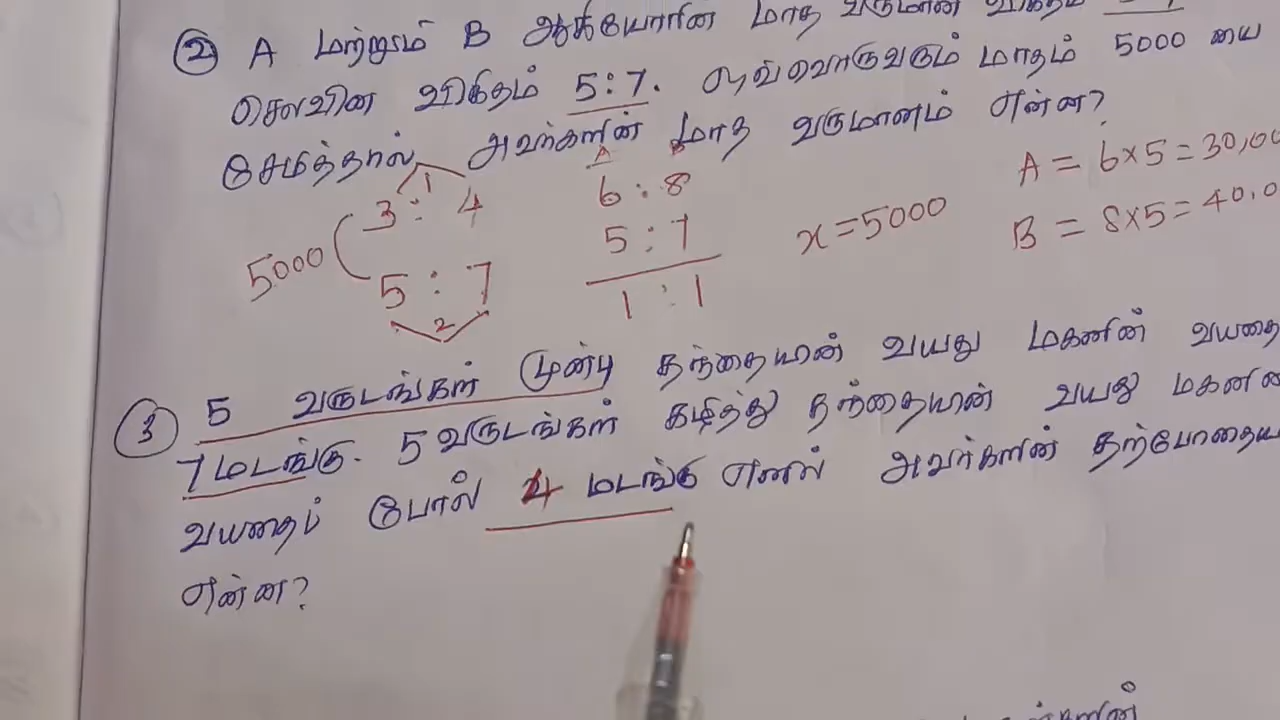 ② A மற்றும் B ஆகியோரின் மாத வருமான
செலவின விகிதம் 5:7. அவ்வொருவரும் மாதம் 5000 யை
சேமித்தால் அவர்களின் மாத வருமானம் என்ன?
1 A B
3 : 4 6 : 8 A = 6×5 = 30,00
5000 5 : 7 x = 5000 B = 8×5 = 40,0
5 : 7 1 : 1
2
③ 5 வருடங்கள் முன்பு தந்தையின் வயது மகனின் வயதை
7 மடங்கு. 5 வருடங்கள் கழித்து தந்தையின் வயது
வயதைப் போல் 4 மடங்கு எனில் அவர்களின் தற்போதைய
என்ன?